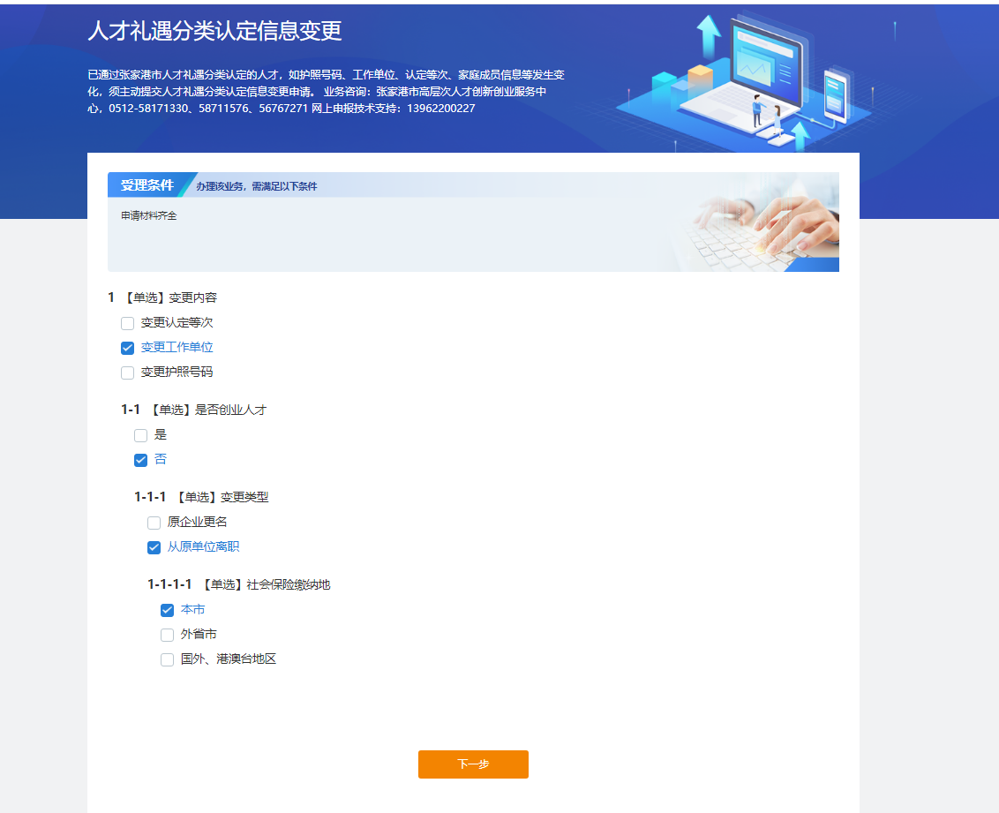 人才礼遇分类认定信息变更
已通过张家港市人才礼遇分类认定的人才，如护照号码、工作单位、认定等次、家庭成员信息等发生变
化，须主动提交人才礼遇分类认定信息变更申请。 业务咨询：张家港市高层次人才创新创业服务中
心，0512-58171330、58711576、56767271 网上申报技术支持：13962200227
受理条件 办理该业务，需满足以下条件
申请材料齐全
1 【单选】变更内容
变更认定等次
变更工作单位
变更护照号码
1-1 【单选】是否创业人才
是
否
1-1-1 【单选】变更类型
原企业更名
从原单位离职
1-1-1-1 【单选】社会保险缴纳地
本市
外省市
国外、港澳台地区
下一步